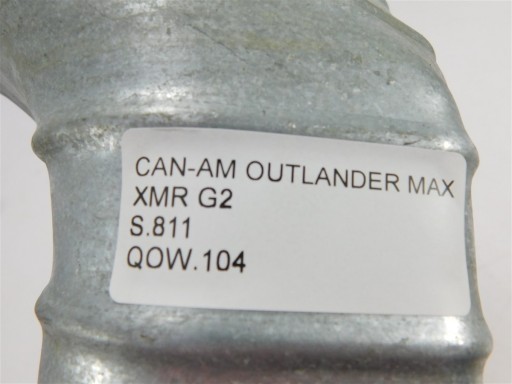 CAN-AM OUTLANDER MAX
XMR G2
S.811
QOW.104